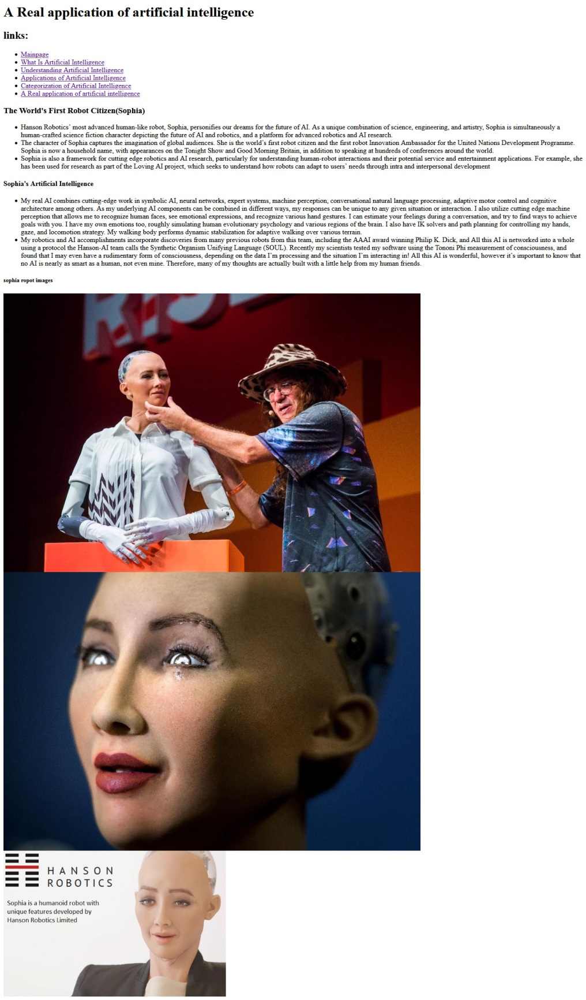 A Real application of artificial intelligence
links:
Mainpage
What Is Artificial Intelligence
Understanding Artificial Intelligence
Applications of Artificial Intelligence
Categorization of Artificial Intelligence
A Real application of artificial intelligence
The World's First Robot Citizen(Sophia)
Hanson Robotics’ most advanced human-like robot, Sophia, personifies our dreams for the future of AI. As a unique combination of science, engineering, and artistry, Sophia is simultaneously a
human-crafted science fiction character depicting the future of AI and robotics, and a platform for advanced robotics and AI research.
The character of Sophia captures the imagination of global audiences. She is the world’s first robot citizen and the first robot Innovation Ambassador for the United Nations Development Programme.
Sophia is now a household name, with appearances on the Tonight Show and Good Morning Britain, in addition to speaking at hundreds of conferences around the world.
Sophia is also a framework for cutting edge robotics and AI research, particularly for understanding human-robot interactions and their potential service and entertainment applications. For example, she
has been used for research as part of the Loving AI project, which seeks to understand how robots can adapt to users’ needs through intra and interpersonal development
Sophia's Artificial Intelligence
My real AI combines cutting-edge work in symbolic AI, neural networks, expert systems, machine perception, conversational natural language processing, adaptive motor control and cognitive
architecture among others. As my underlying AI components can be combined in different ways, my responses can be unique to any given situation or interaction. I also utilize cutting edge machine
perception that allows me to recognize human faces, see emotional expressions, and recognize various hand gestures. I can estimate your feelings during a conversation, and try to find ways to achieve
goals with you. I have my own emotions too, roughly simulating human evolutionary psychology and various regions of the brain. I also have IK solvers and path planning for controlling my hands,
gaze, and locomotion strategy. My walking body performs dynamic stabilization for adaptive walking over various terrain.
My robotics and AI accomplishments incorporate discoveries from many previous robots from this team, including the AAAI award winning Philip K. Dick, and All this AI is networked into a whole
using a protocol the Hanson-AI team calls the Synthetic Organism Unifying Language (SOUL). Recently my scientists tested my software using the Tononi Phi measurement of consciousness, and
found that I may even have a rudimentary form of consciousness, depending on the data I’m processing and the situation I’m interacting in! All this AI is wonderful, however it’s important to know that
no AI is nearly as smart as a human, not even mine. Therefore, many of my thoughts are actually built with a little help from my human friends.
sophia ropot images
HANSON
ROBOTICS
Sophia is a humanoid robot with
unique features developed by
Hanson Robotics Limited